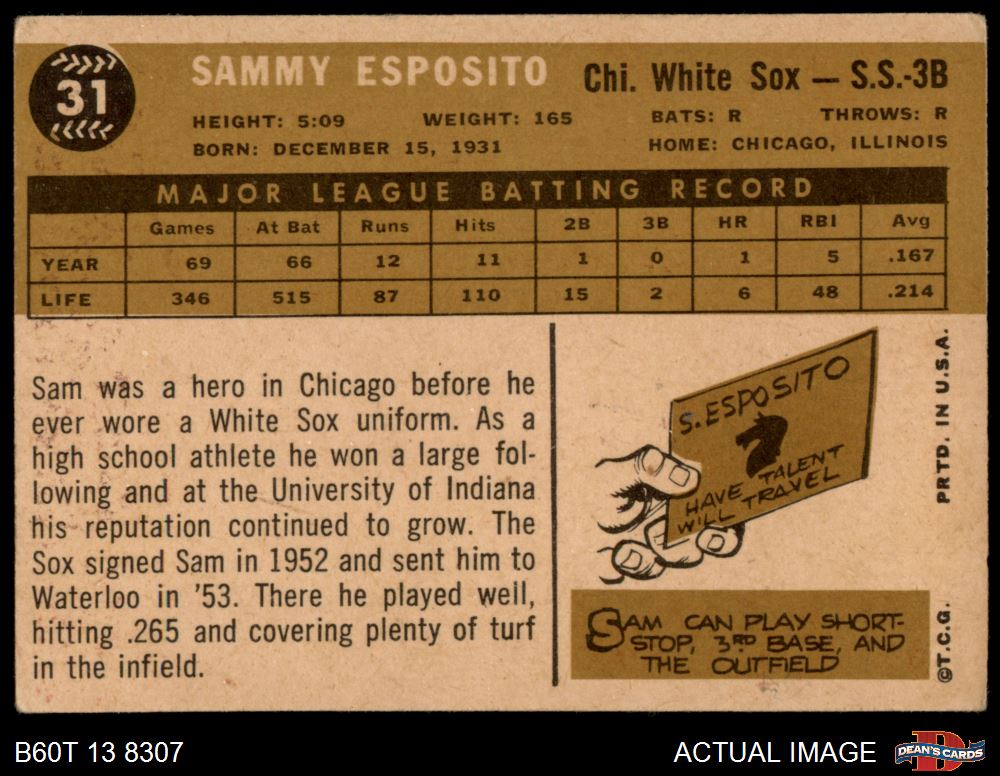 31
SAMMY ESPOSITO
Chi. White Sox — S.S.-3B
HEIGHT: 5:09 WEIGHT: 165 BATS: R THROWS: R
BORN: DECEMBER 15, 1931 HOME: CHICAGO, ILLINOIS
MAJOR LEAGUE BATTING RECORD
Games At Bat Runs Hits 2B 3B HR RBI Avg
YEAR 69 66 12 11 1 0 1 5 .167
LIFE 346 515 87 110 15 2 6 48 .214
Sam was a hero in Chicago before he
ever wore a White Sox uniform. As a
high school athlete he won a large fol-
lowing and at the University of Indiana
his reputation continued to grow. The
Sox signed Sam in 1952 and sent him to
Waterloo in '53. There he played well,
hitting .265 and covering plenty of turf
in the infield.
S. ESPOSITO
HAVE TALENT
WILL TRAVEL
SAM CAN PLAY SHORT-
STOP, 3RD BASE, AND
THE OUTFIELD
PRTD. IN U.S.A.
©T.C.G.
B60T 13 8307
ACTUAL IMAGE
D
DEAN'S CARDS